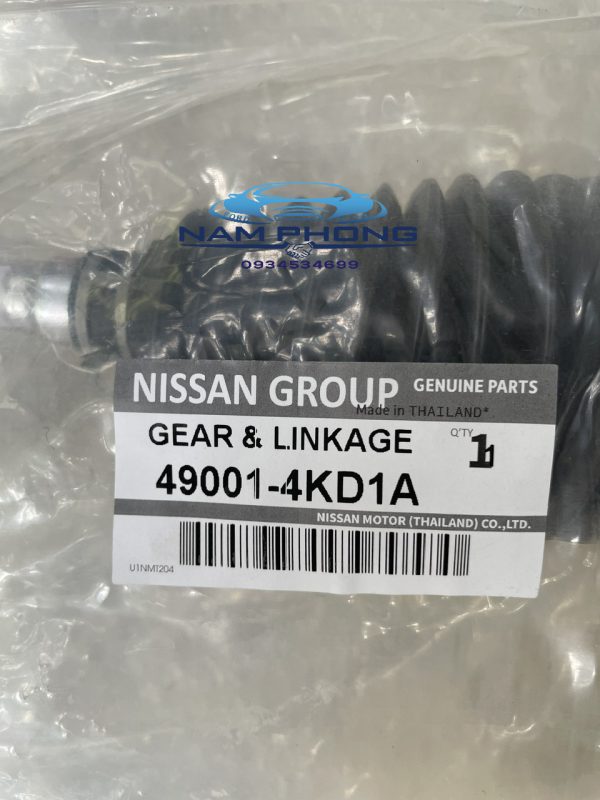 NAM PHONG
0934534699
NISSAN GROUP GENUINE PARTS
Made in THAILAND*
GEAR & LINKAGE Q'TY 1
49001-4KD1A
NISSAN MOTOR (THAILAND) CO.,LTD.
U1NMT204